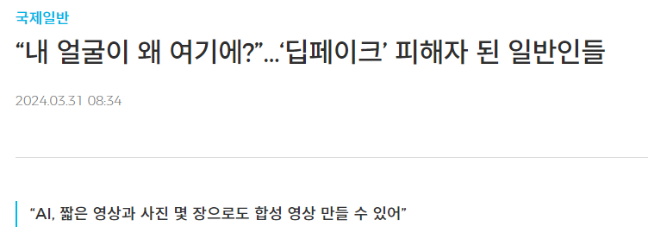 국제일반
“내 얼굴이 왜 여기에?”…‘딥페이크’ 피해자 된 일반인들
2024.03.31 08:34
“AI, 짧은 영상과 사진 몇 장으로도 합성 영상 만들 수 있어”